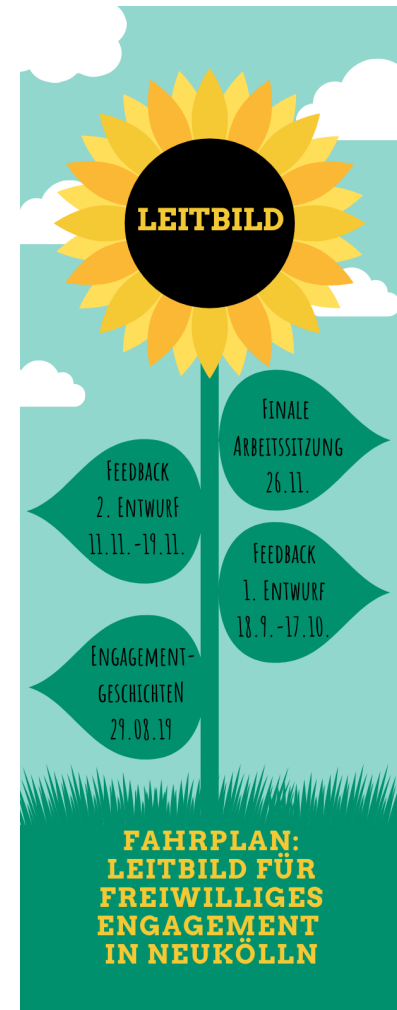 LEITBILD
FINALE
ARBEITSSITZUNG
26.11.
FEEDBACK
2. ENTWURF
11.11.-19.11.
FEEDBACK
1. ENTWURF
18.9.-17.10.
ENGAGEMENT-
GESCHICHTEN
29.08.19
FAHRPLAN:
LEITBILD FÜR
FREIWILLIGES
ENGAGEMENT
IN NEUKÖLLN